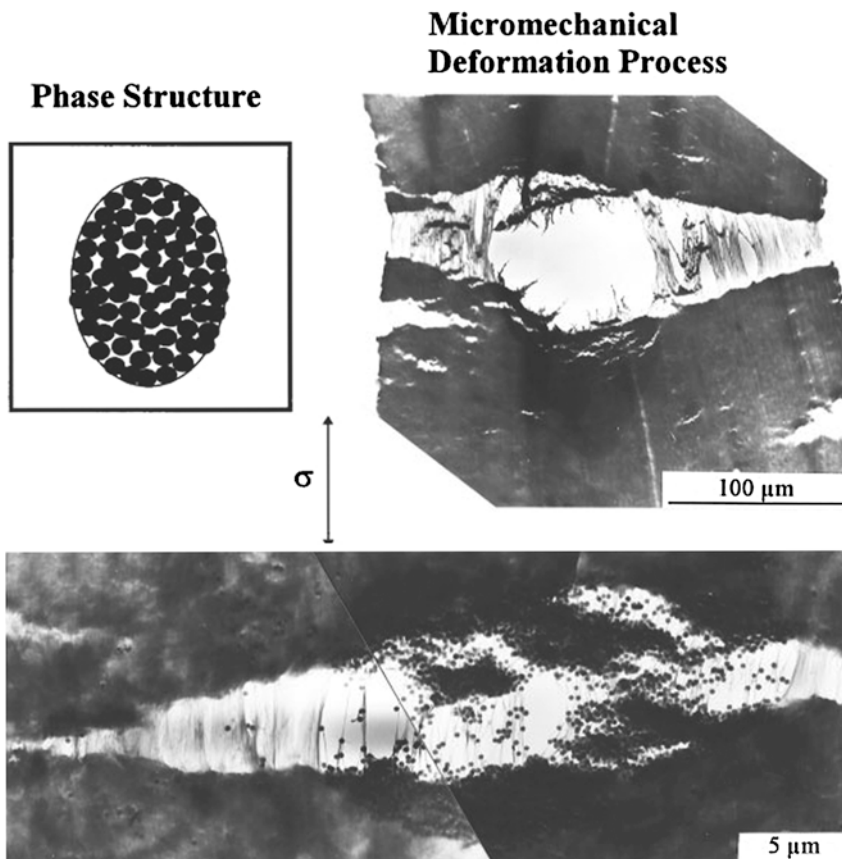 Micromechanical
Deformation Process
Phase Structure
σ
100 µm
5 µm